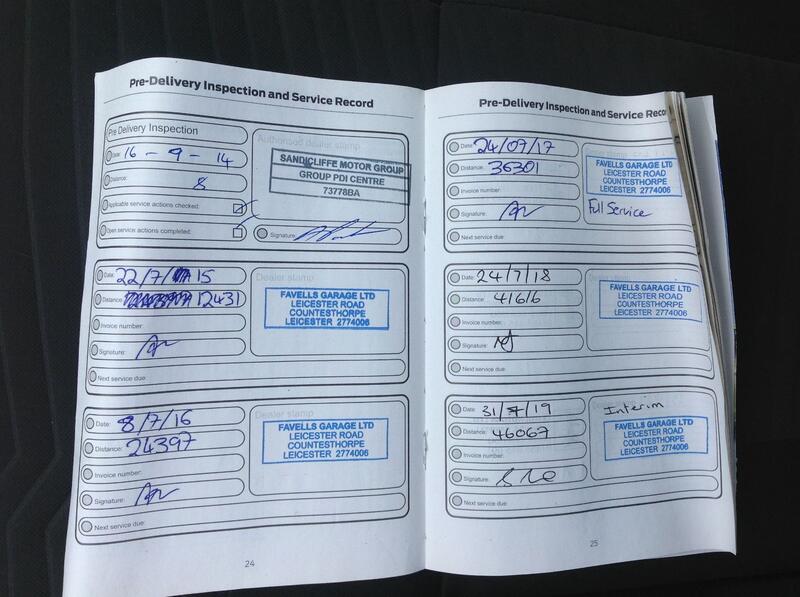 Pre-Delivery Inspection and Service Record
Pre Delivery Inspection
Date: 16 - 9 - 14
Distance: 8
Applicable service actions checked:
Open service actions completed:
Authorised dealer stamp
SANDICLIFFE MOTOR GROUP
GROUP PDI CENTRE
73778BA
Signature:
Date: 22/7/15
Distance: 12431
Invoice number:
Signature:
Next service due:
Dealer stamp
FAVELLS GARAGE LTD
LEICESTER ROAD
COUNTESTHORPE
LEICESTER 2774006
Date: 8/7/16
Distance: 24397
Invoice number:
Signature:
Next service due:
Dealer stamp
FAVELLS GARAGE LTD
LEICESTER ROAD
COUNTESTHORPE
LEICESTER 2774006
24
Pre-Delivery Inspection and Service Reco
Date: 24/07/17
Distance: 36301
Invoice number:
Signature:
Next service due:
FAVELLS GARAGE LTD
LEICESTER ROAD
COUNTESTHORPE
LEICESTER 2774006
Full Service
Date: 24/7/18
Distance: 41616
Invoice number:
Signature:
Next service due:
FAVELLS GARAGE LTD
LEICESTER ROAD
COUNTESTHORPE
LEICESTER 2774006
Date: 31/7/19
Distance: 46067
Invoice number:
Signature:
Next service due:
Interim
FAVELLS GARAGE LTD
LEICESTER ROAD
COUNTESTHORPE
LEICESTER 2774006
25